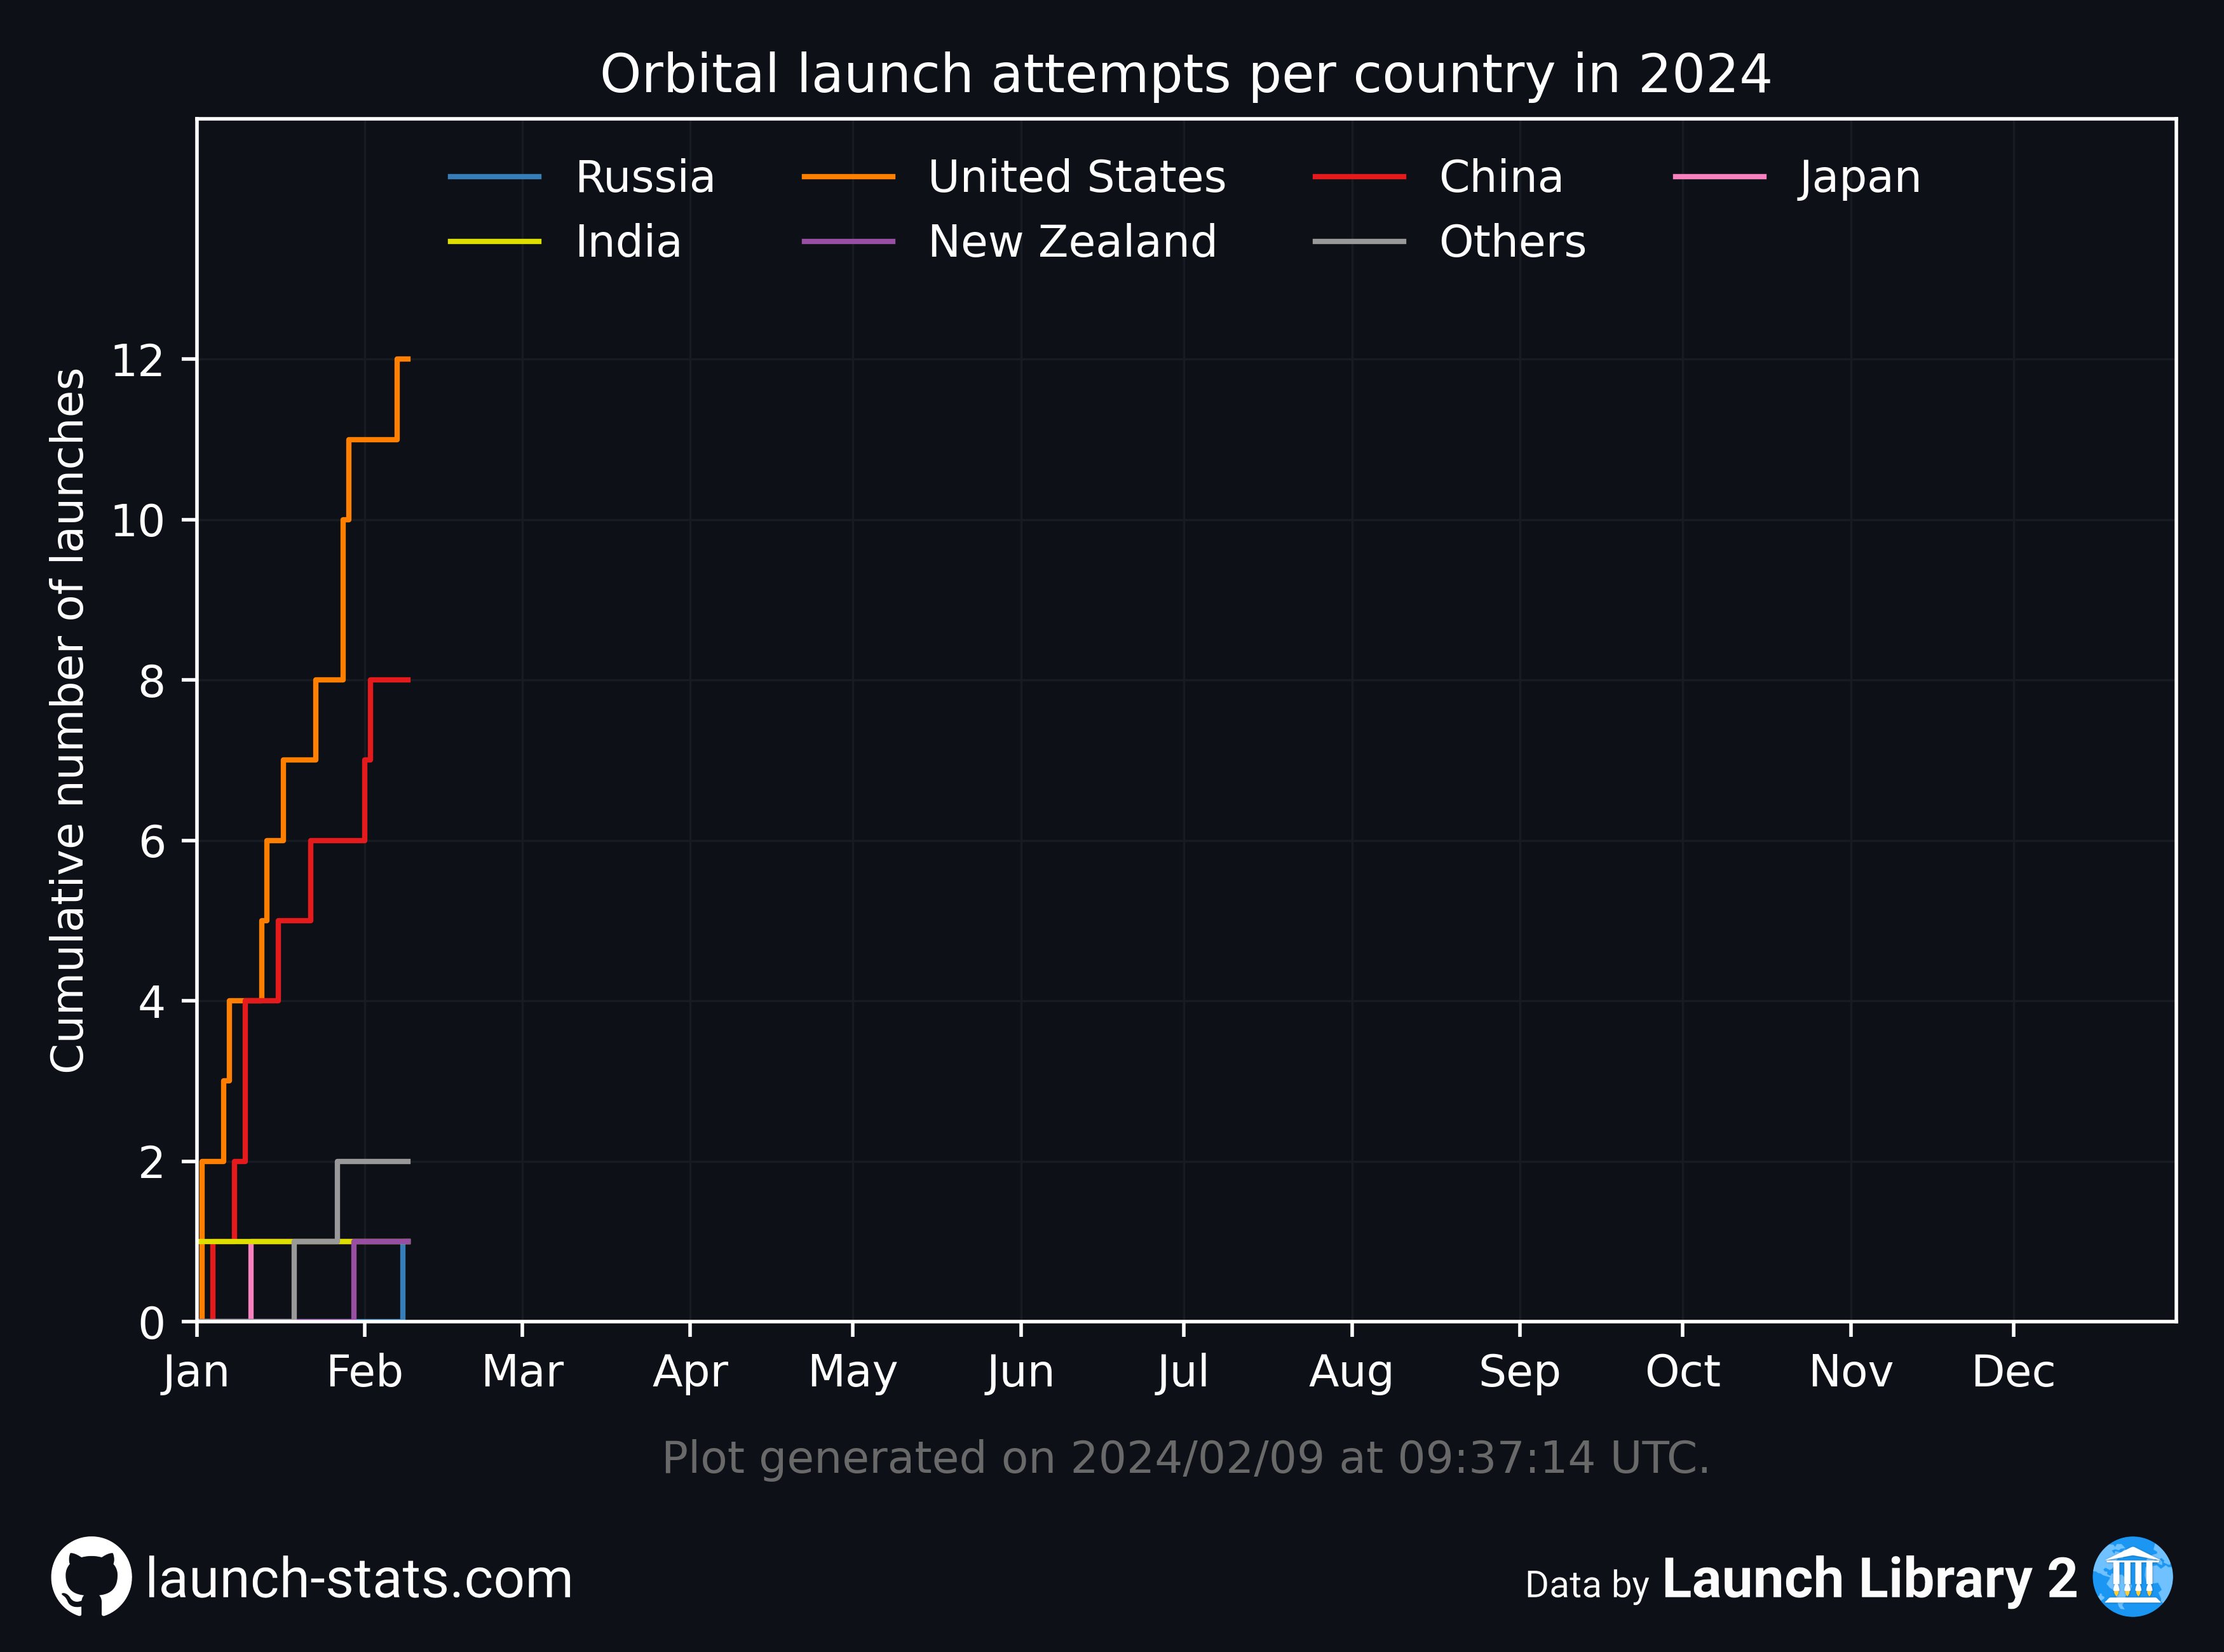 Orbital launch attempts per country in 2024
Russia United States China Japan
India New Zealand Others
Cumulative number of launches
12
10
8
6
4
2
0
Jan Feb Mar Apr May Jun Jul Aug Sep Oct Nov Dec
Plot generated on 2024/02/09 at 09:37:14 UTC.
launch-stats.com
Data by Launch Library 2